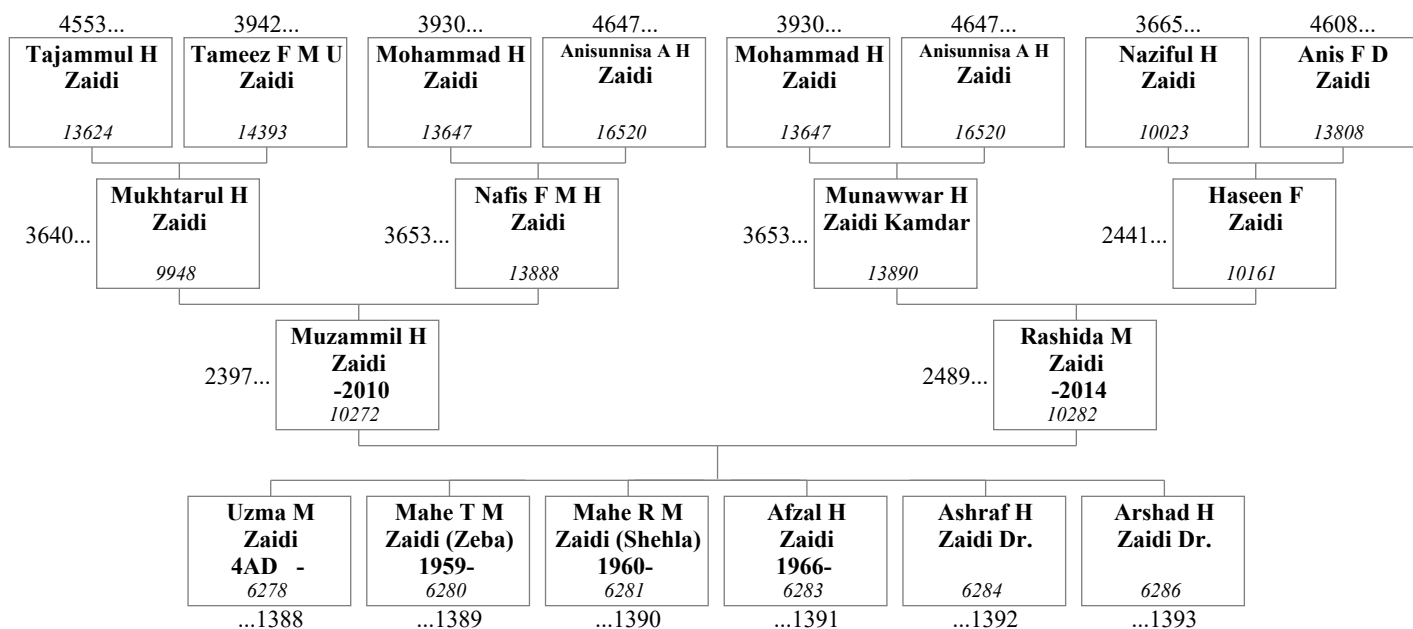 4553... 3942... 3930... 4647... 3930... 4647... 3665... 4608...
Tajammul H
Zaidi
13624
Tameez F M U
Zaidi
14393
Mohammad H
Zaidi
13647
Anisunnisa A H
Zaidi
16520
Mohammad H
Zaidi
13647
Anisunnisa A H
Zaidi
16520
Naziful H
Zaidi
10023
Anis F D
Zaidi
13808
3640...
Mukhtarul H
Zaidi
9948
3653...
Nafis F M H
Zaidi
13888
3653...
Munawwar H
Zaidi Kamdar
13890
2441...
Haseen F
Zaidi
10161
2397...
Muzammil H
Zaidi
-2010
10272
2489...
Rashida M
Zaidi
-2014
10282
Uzma M
Zaidi
4AD -
6278
Mahe T M
Zaidi (Zeba)
1959-
6280
Mahe R M
Zaidi (Shehla)
1960-
6281
Afzal H
Zaidi
1966-
6283
Ashraf H
Zaidi Dr.
6284
Arshad H
Zaidi Dr.
6286
...1388 ...1389 ...1390 ...1391 ...1392 ...1393